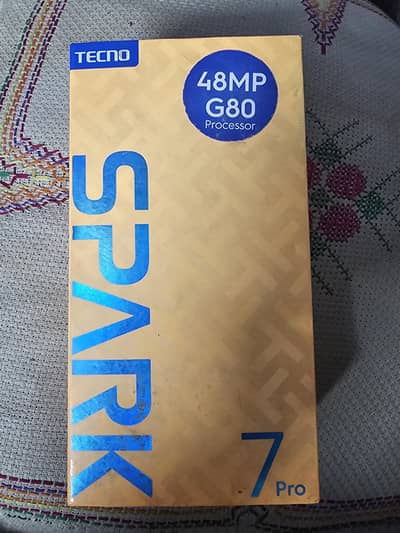 TECNO
48MP
G80
Processor
SPARK
7 Pro